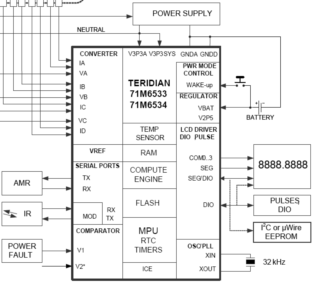 POWER SUPPLY
NEUTRAL
CONVERTER
V3P3A V3P3SYS GNDA GNDD
IA
VA
IB
VB
IC
VC
ID
TERIDIAN
71M6533
71M6534
PWR MODE
CONTROL
WAKE-up
REGULATOR
VBAT
V2P5
BATTERY
TEMP
SENSOR
LCD DRIVER
DIO PULSE
VREF
RAM
COM0..3
SEG
SEG/DIO
8888.8888
SERIAL PORTS
TX
RX
AMR
COMPUTE
ENGINE
IR
MOD
RX
TX
FLASH
DIO
PULSES,
DIO
I²C or µWire
EEPROM
COMPARATOR
POWER
FAULT
V1
V2*
MPU
RTC
TIMERS
ICE
OSC/PLL
XIN
XOUT
32 kHz